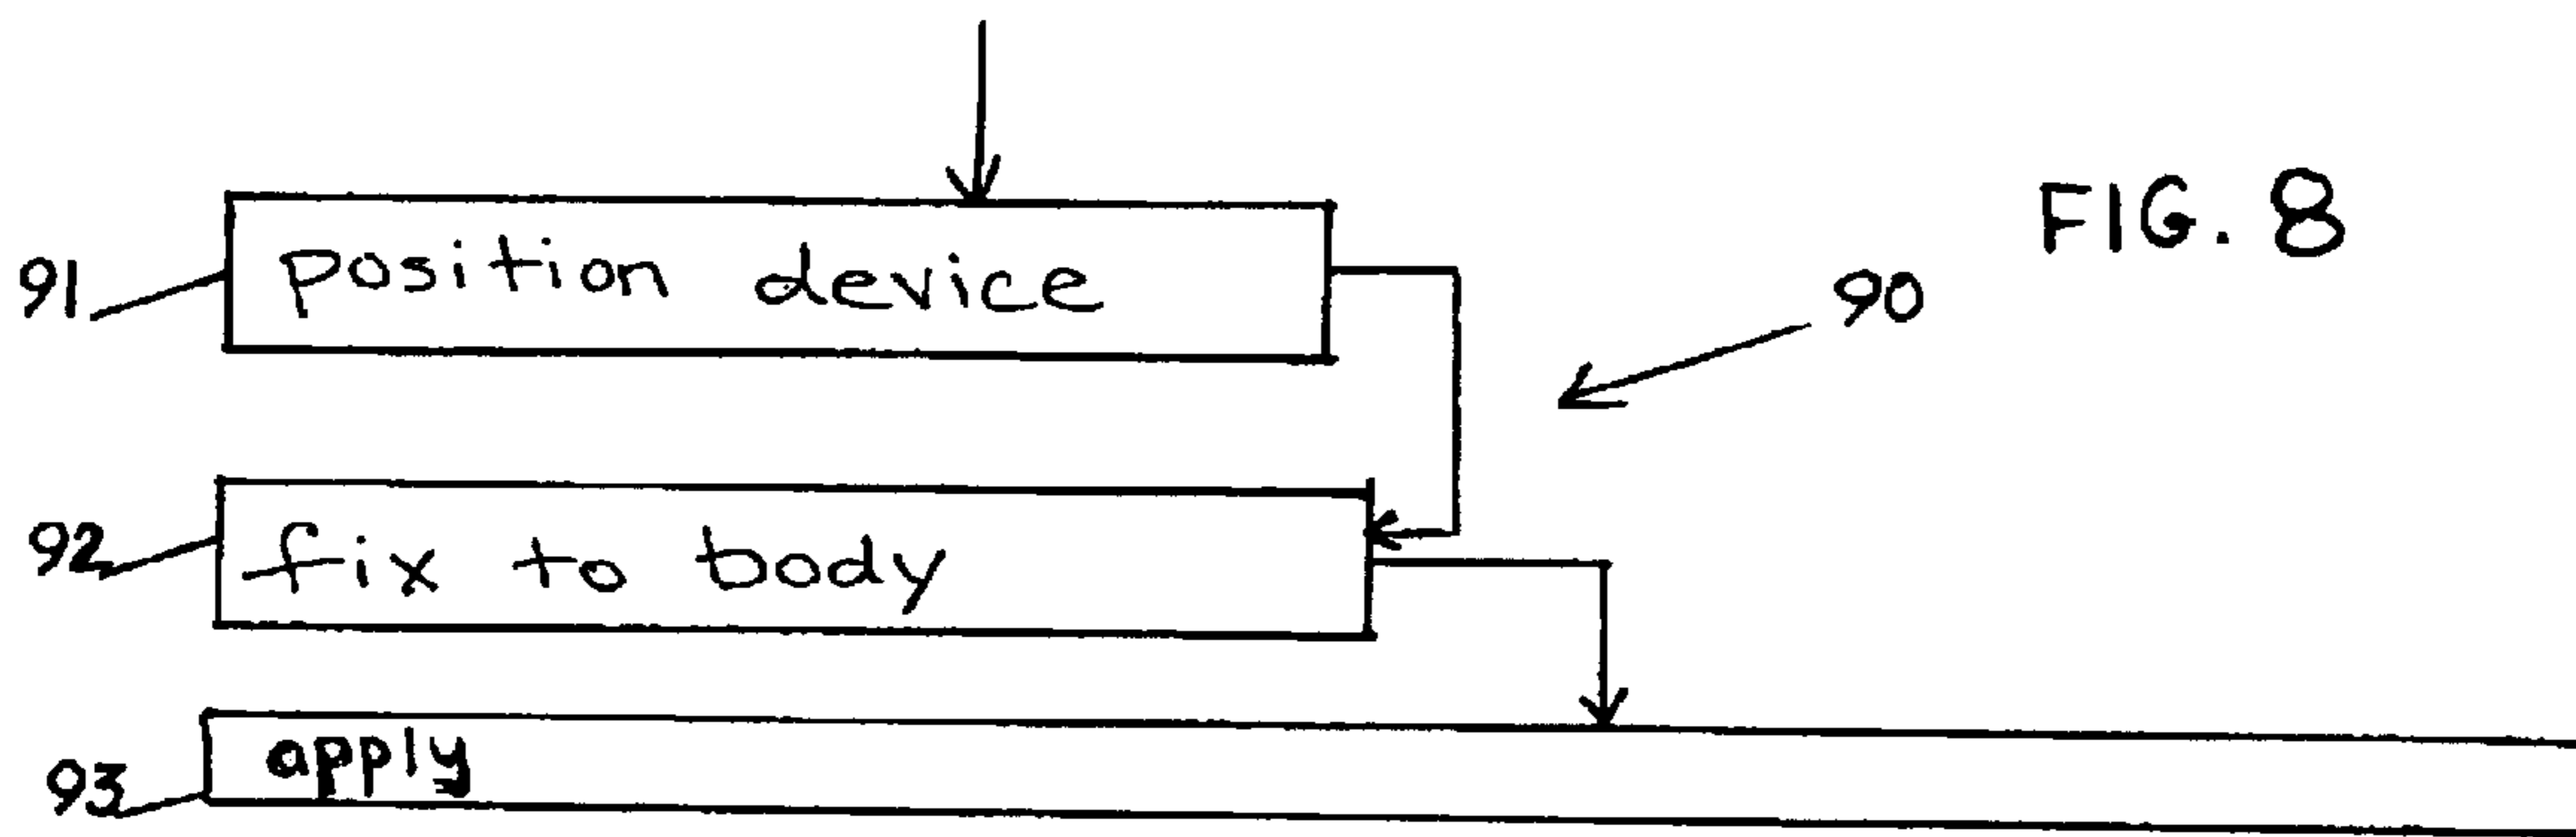 FIG. 8
91 position device
90
92 fix to body
93 apply